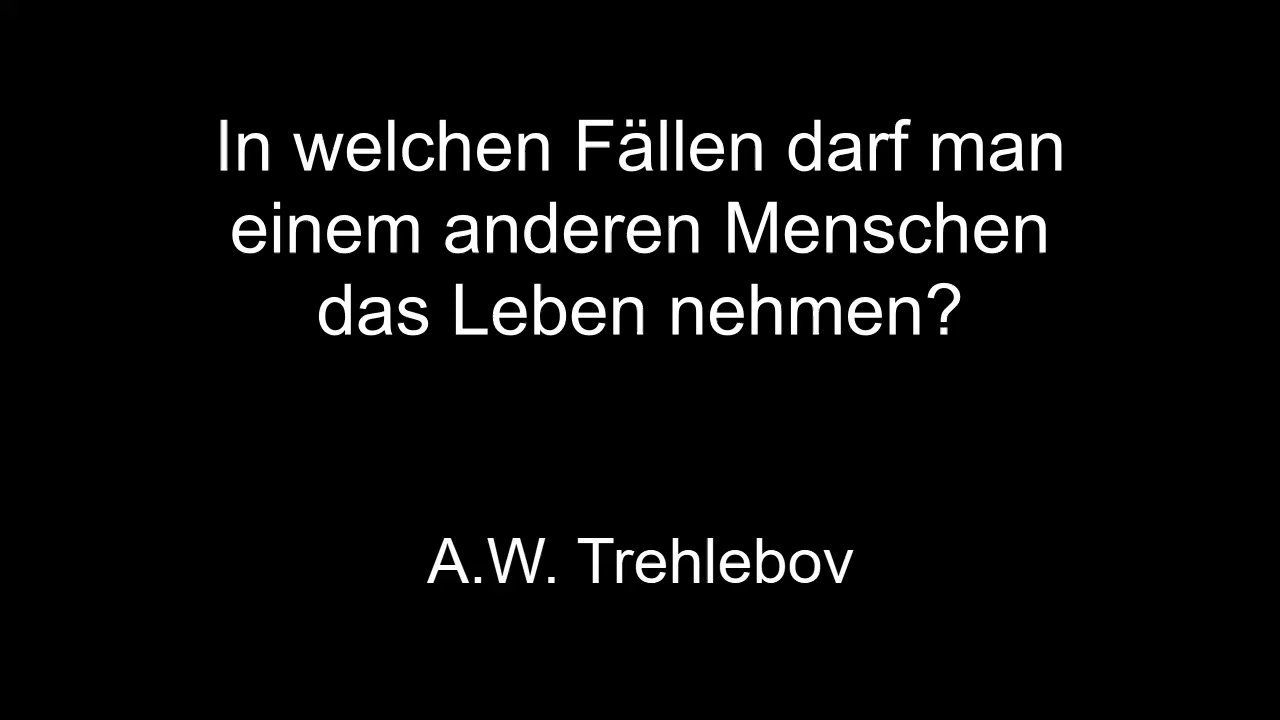 In welchen Fällen darf man
einem anderen Menschen
das Leben nehmen?
A.W. Trehlebov